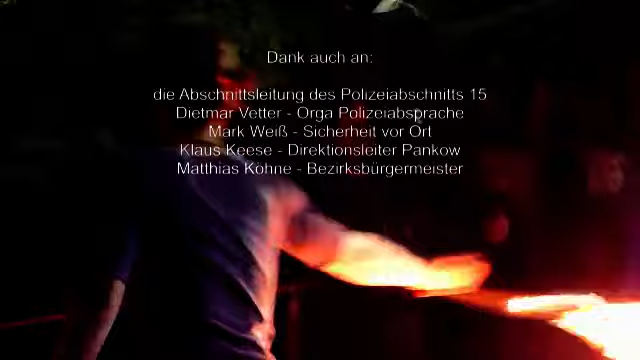 Dank auch an:
die Abschnittsleitung des Polizeiabschnitts 15
Dietmar Vetter - Orga Polizeiabsprache
Mark Weiß - Sicherheit vor Ort
Klaus Keese - Direktionsleiter Pankow
Matthias Köhne - Bezirksbürgermeister